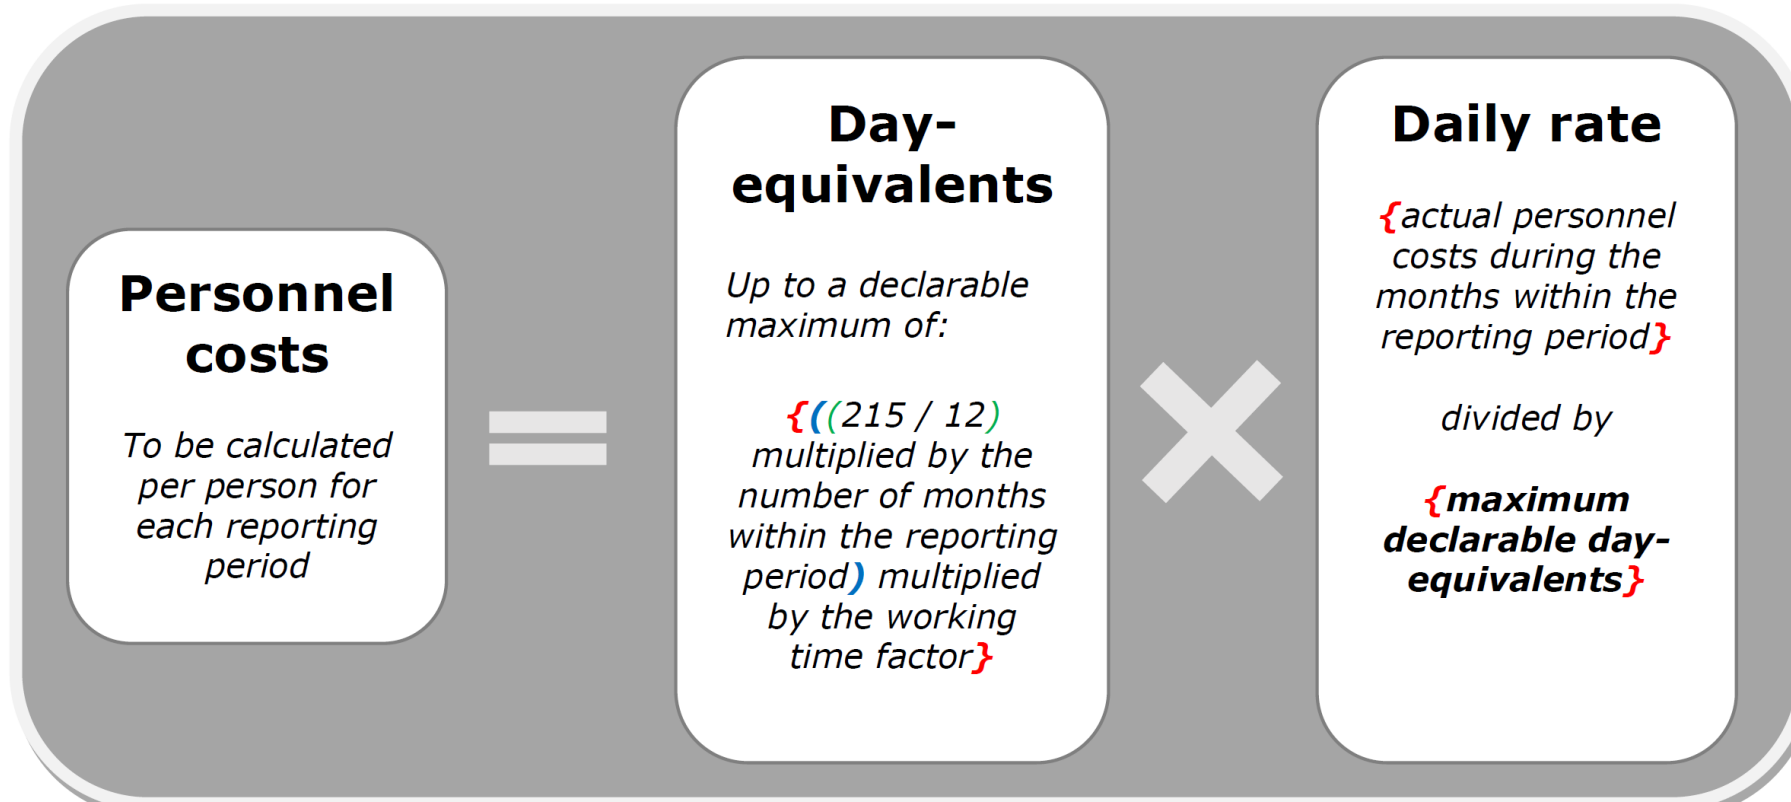 Personnel
costs
To be calculated
per person for
each reporting
period
=
Day-
equivalents
Up to a declarable
maximum of:
{((215 / 12)
multiplied by the
number of months
within the reporting
period) multiplied
by the working
time factor}
×
Daily rate
{actual personnel
costs during the
months within the
reporting period}
divided by
{maximum
declarable day-
equivalents}